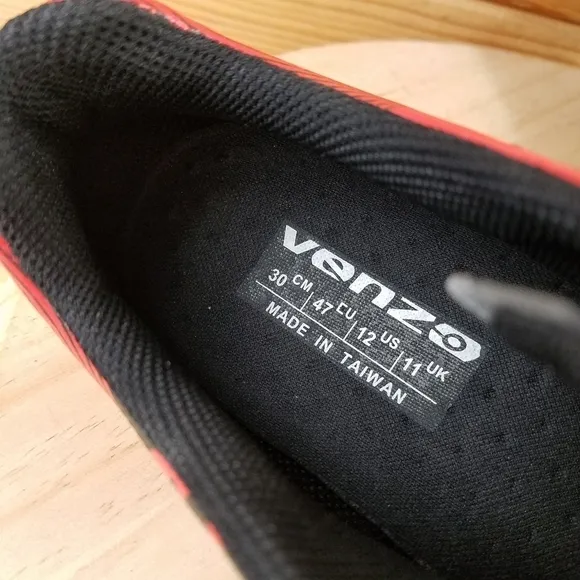 venzo
30 CM | 47 EU | 12 US | 11 UK
MADE IN TAIWAN